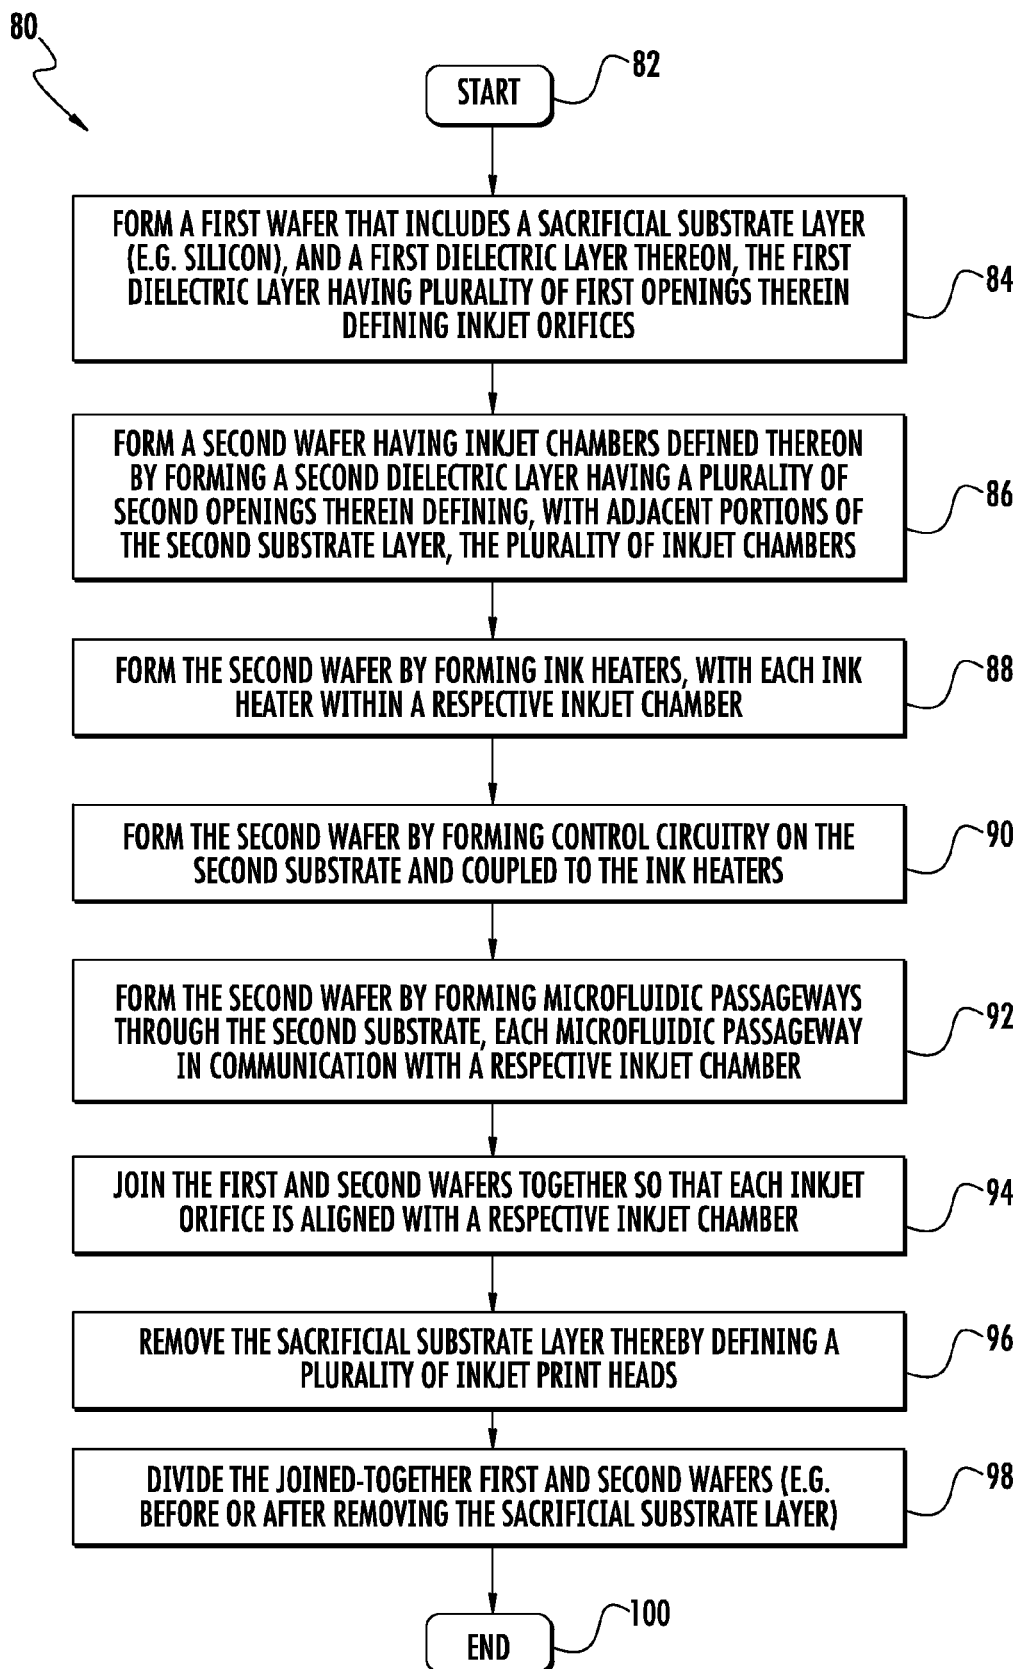 80
START
82
FORM A FIRST WAFER THAT INCLUDES A SACRIFICIAL SUBSTRATE LAYER
(E.G. SILICON), AND A FIRST DIELECTRIC LAYER THEREON, THE FIRST
DIELECTRIC LAYER HAVING PLURALITY OF FIRST OPENINGS THEREIN
DEFINING INKJET ORIFICES
84
FORM A SECOND WAFER HAVING INKJET CHAMBERS DEFINED THEREON
BY FORMING A SECOND DIELECTRIC LAYER HAVING A PLURALITY OF
SECOND OPENINGS THEREIN DEFINING, WITH ADJACENT PORTIONS OF
THE SECOND SUBSTRATE LAYER, THE PLURALITY OF INKJET CHAMBERS
86
FORM THE SECOND WAFER BY FORMING INK HEATERS, WITH EACH INK
HEATER WITHIN A RESPECTIVE INKJET CHAMBER
88
FORM THE SECOND WAFER BY FORMING CONTROL CIRCUITRY ON THE
SECOND SUBSTRATE AND COUPLED TO THE INK HEATERS
90
FORM THE SECOND WAFER BY FORMING MICROFLUIDIC PASSAGEWAYS
THROUGH THE SECOND SUBSTRATE, EACH MICROFLUIDIC PASSAGEWAY
IN COMMUNICATION WITH A RESPECTIVE INKJET CHAMBER
92
JOIN THE FIRST AND SECOND WAFERS TOGETHER SO THAT EACH INKJET
ORIFICE IS ALIGNED WITH A RESPECTIVE INKJET CHAMBER
94
REMOVE THE SACRIFICIAL SUBSTRATE LAYER THEREBY DEFINING A
PLURALITY OF INKJET PRINT HEADS
96
DIVIDE THE JOINED-TOGETHER FIRST AND SECOND WAFERS (E.G.
BEFORE OR AFTER REMOVING THE SACRIFICIAL SUBSTRATE LAYER)
98
END
100